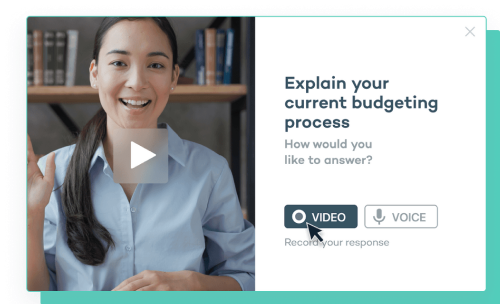 Explain your
current budgeting
process
How would you
like to answer?
VIDEO
VOICE
Record your response